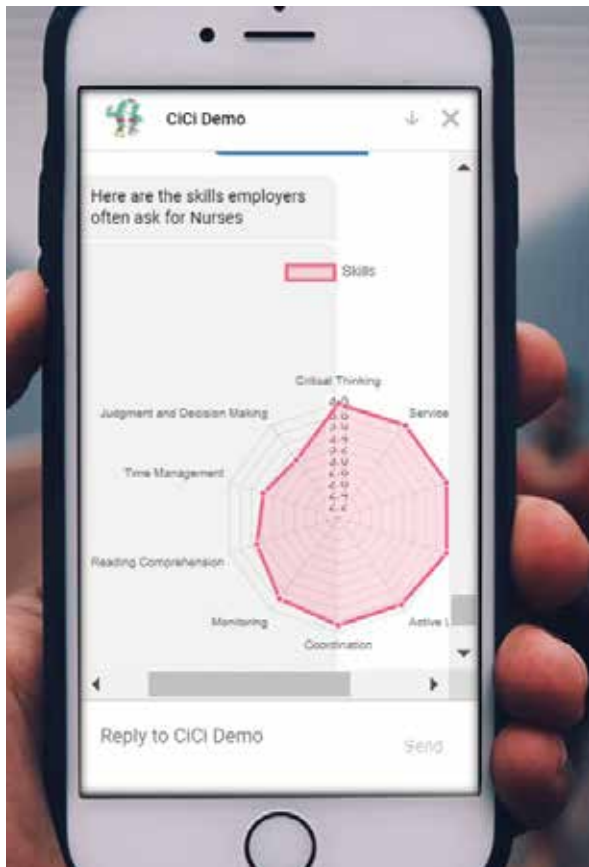 CiCi Demo
Here are the skills employers
often ask for Nurses
Skills
Critical Thinking
Judgment and Decision Making
Service
Time Management
Reading Comprehension
Monitoring
Active L
Coordination
Reply to CiCi Demo
Send